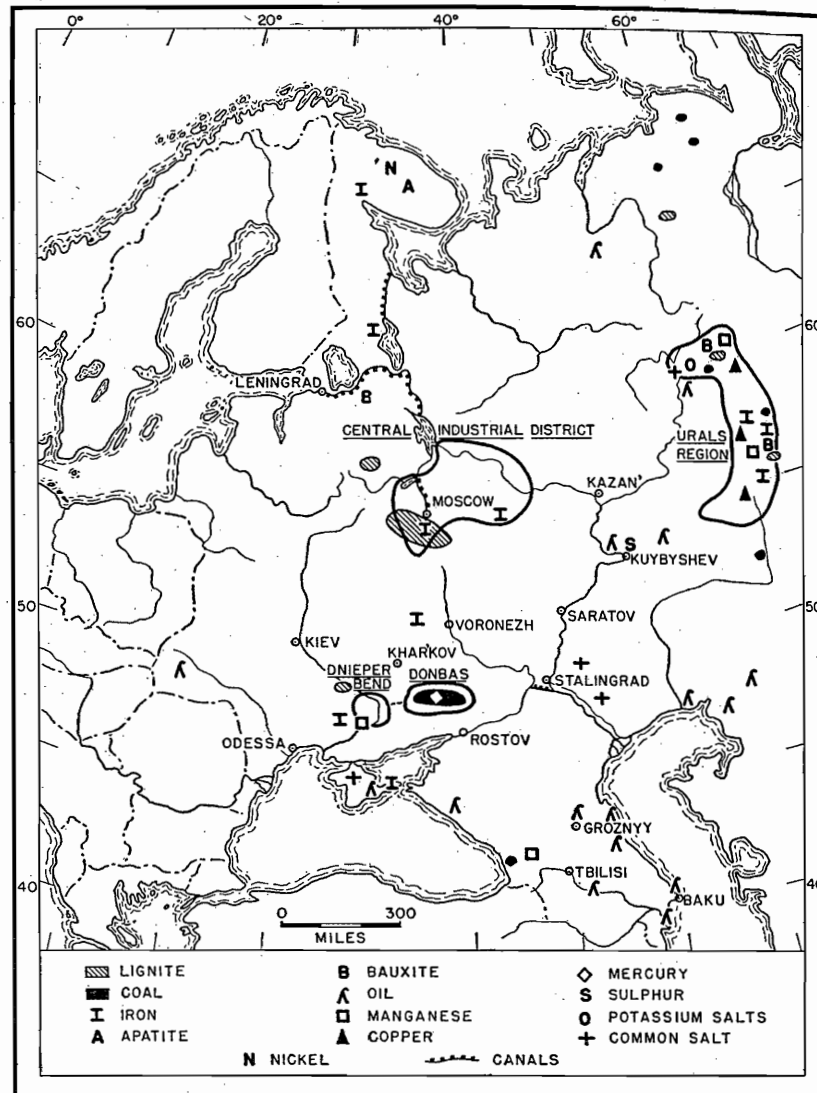 0° 20° 40° 60°
N
A
I
60 60
I
B
O
LENINGRAD
B
CENTRAL INDUSTRIAL DISTRICT
URALS
REGION
I
I
B
I
KAZAN'
MOSCOW
I
I
S
KUYBYSHEV
50 50
I
VORONEZH
SARATOV
KIEV
KHAR'KOV
DNIEPER
BEND
DONBAS
STALINGRAD
I
ODESSA
ROSTOV
I
GROZNYY
40 40
TBILISI
BAKU
0 300
MILES
LIGNITE B BAUXITE MERCURY
COAL OIL S SULPHUR
I IRON MANGANESE O POTASSIUM SALTS
A APATITE COPPER + COMMON SALT
N NICKEL CANALS